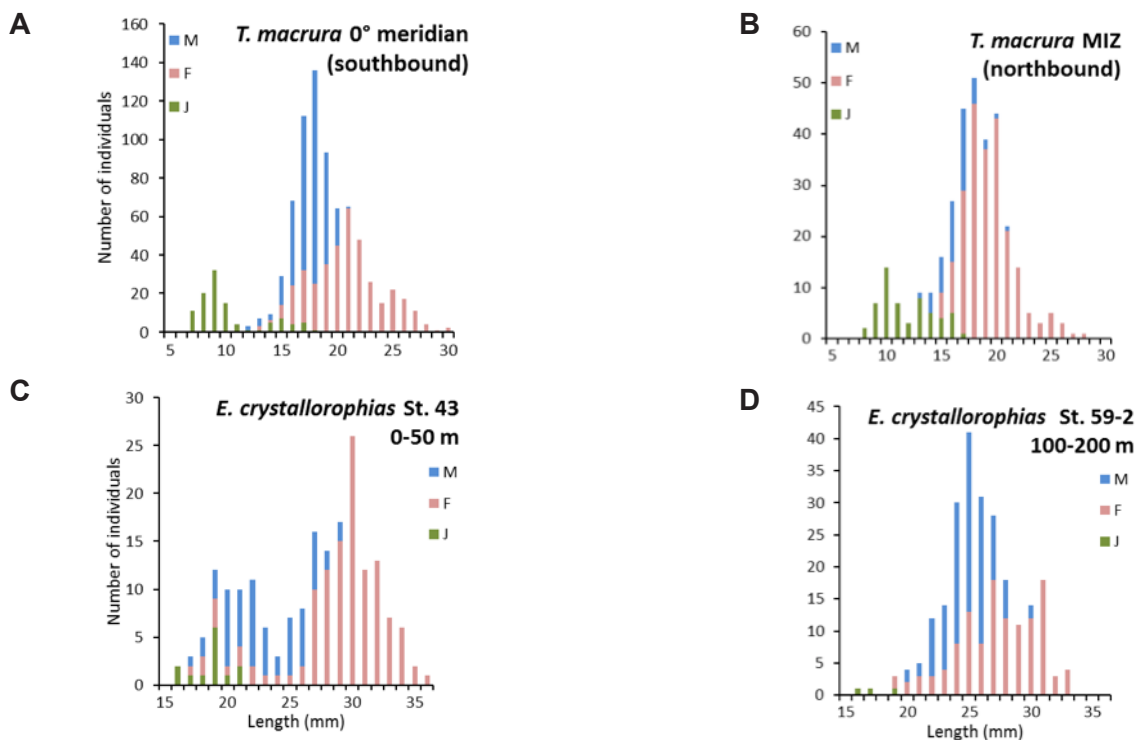 A
T. macrura 0° meridian
(southbound)
M
F
J
Number of individuals
160
140
120
100
80
60
40
20
0
5 10 15 20 25 30
B
T. macrura MIZ
(northbound)
M
F
J
60
50
40
30
20
10
0
5 10 15 20 25 30
C
E. crystallorophias St. 43
0-50 m
M
F
J
Number of individuals
30
25
20
15
10
5
0
15 20 25 30 35
Length (mm)
D
E. crystallorophias St. 59-2
100-200 m
M
F
J
45
40
35
30
25
20
15
10
5
0
15 20 25 30 35
Length (mm)